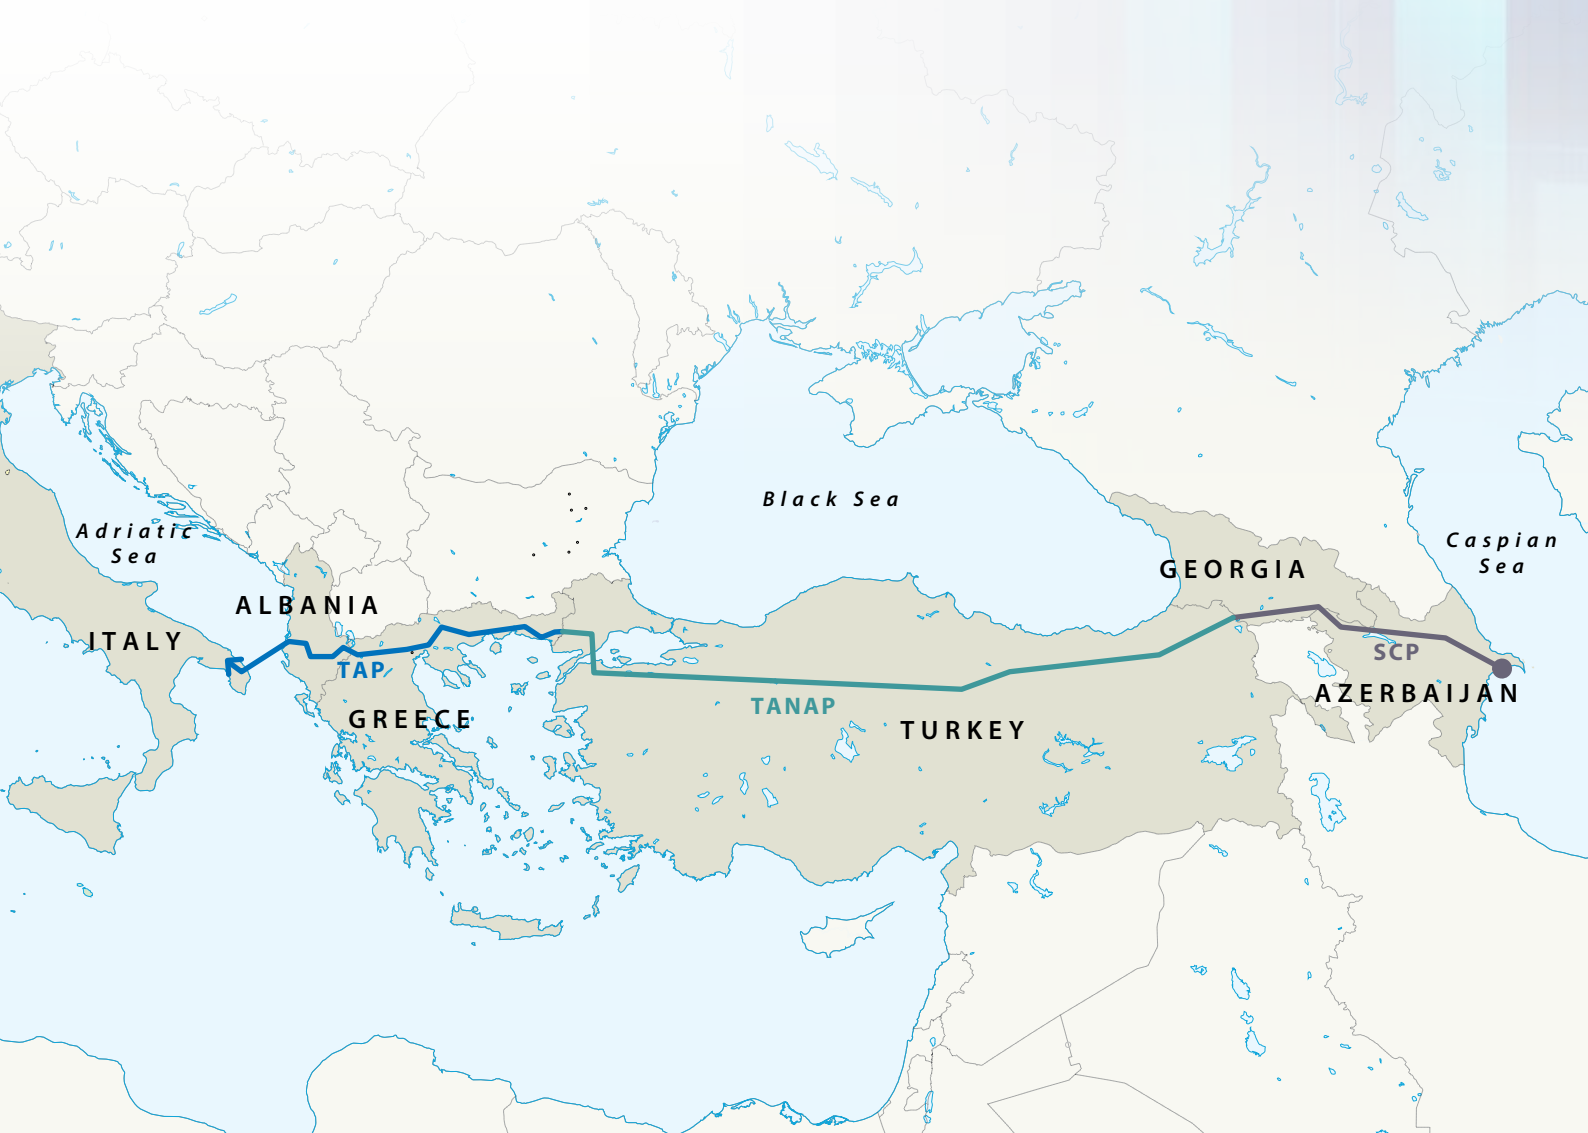 Black Sea
Adriatic
Sea
Caspian
Sea
GEORGIA
ALBANIA
ITALY
TAP
SCP
AZERBAIJAN
TANAP
GREECE
TURKEY